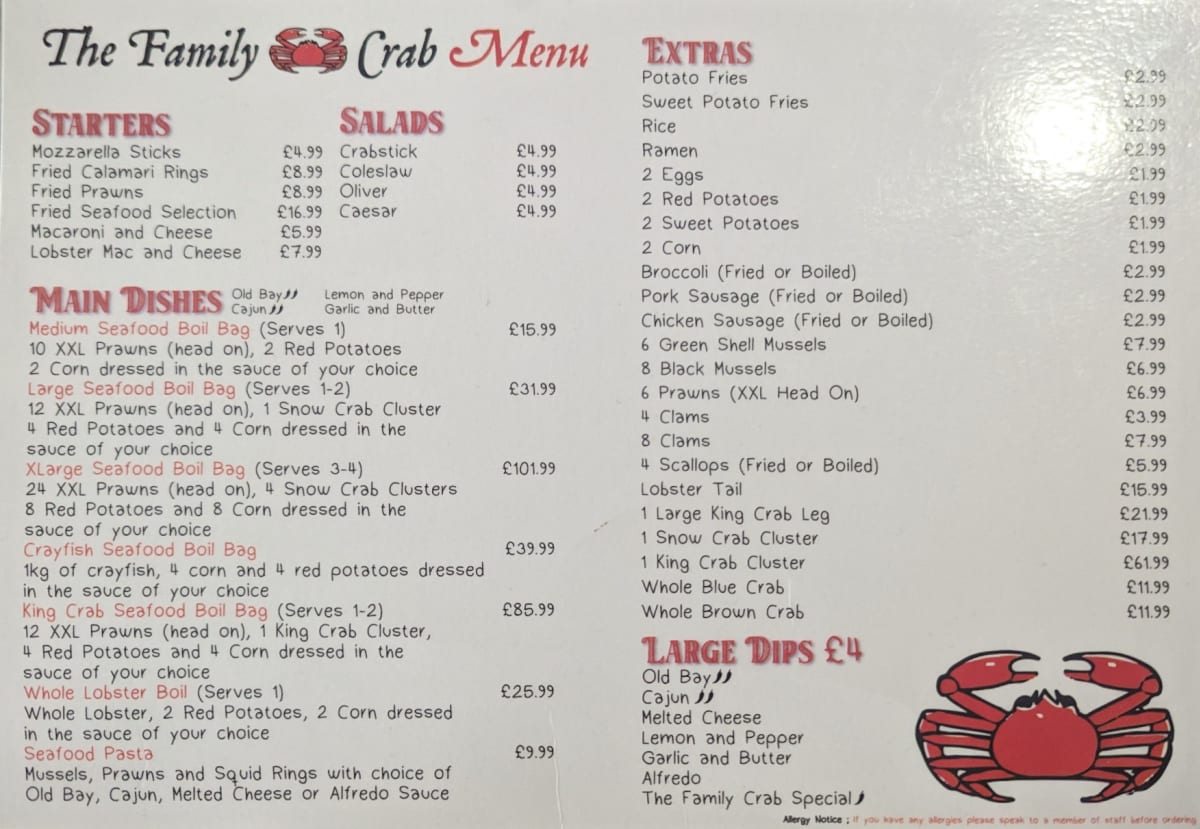 The Family Crab Menu
STARTERS
Mozzarella Sticks £4.99
Fried Calamari Rings £8.99
Fried Prawns £8.99
Fried Seafood Selection £16.99
Macaroni and Cheese £5.99
Lobster Mac and Cheese £7.99
SALADS
Crabstick £4.99
Coleslaw £4.99
Oliver £4.99
Caesar £4.99
MAIN DISHES
Old Bay
Cajun
Lemon and Pepper
Garlic and Butter
Medium Seafood Boil Bag (Serves 1) £15.99
10 XXL Prawns (head on), 2 Red Potatoes
2 Corn dressed in the sauce of your choice
Large Seafood Boil Bag (Serves 1-2) £31.99
12 XXL Prawns (head on), 1 Snow Crab Cluster
4 Red Potatoes and 4 Corn dressed in the
sauce of your choice
XLarge Seafood Boil Bag (Serves 3-4) £101.99
24 XXL Prawns (head on), 4 Snow Crab Clusters
8 Red Potatoes and 8 Corn dressed in the
sauce of your choice
Crayfish Seafood Boil Bag £39.99
1kg of crayfish, 4 corn and 4 red potatoes dressed
in the sauce of your choice
King Crab Seafood Boil Bag (Serves 1-2) £85.99
12 XXL Prawns (head on), 1 King Crab Cluster,
4 Red Potatoes and 4 Corn dressed in the
sauce of your choice
Whole Lobster Boil (Serves 1) £25.99
Whole Lobster, 2 Red Potatoes, 2 Corn dressed
in the sauce of your choice
Seafood Pasta £9.99
Mussels, Prawns and Squid Rings with choice of
Old Bay, Cajun, Melted Cheese or Alfredo Sauce
EXTRAS
Potato Fries £2.99
Sweet Potato Fries £2.99
Rice £2.99
Ramen £2.99
2 Eggs £1.99
2 Red Potatoes £1.99
2 Sweet Potatoes £1.99
2 Corn £1.99
Broccoli (Fried or Boiled) £2.99
Pork Sausage (Fried or Boiled) £2.99
Chicken Sausage (Fried or Boiled) £2.99
6 Green Shell Mussels £7.99
8 Black Mussels £6.99
6 Prawns (XXL Head On) £6.99
4 Clams £3.99
8 Clams £7.99
4 Scallops (Fried or Boiled) £5.99
Lobster Tail £15.99
1 Large King Crab Leg £21.99
1 Snow Crab Cluster £17.99
1 King Crab Cluster £61.99
Whole Blue Crab £11.99
Whole Brown Crab £11.99
LARGE DIPS £4
Old Bay
Cajun
Melted Cheese
Lemon and Pepper
Garlic and Butter
Alfredo
The Family Crab Special
Allergy Notice : If you have any allergies please speak to a member of staff before ordering